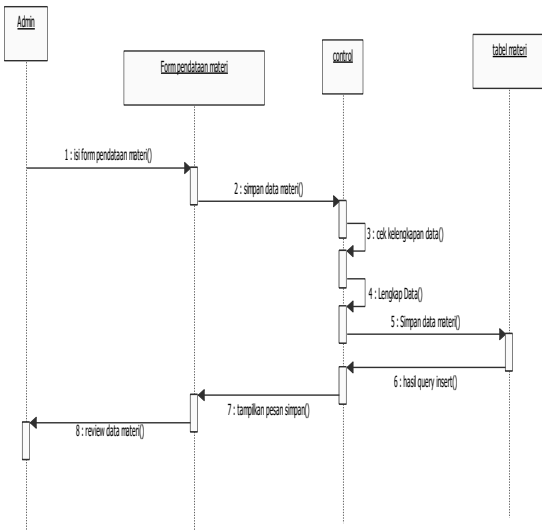 Admin
Form pendataan materi
control
tabel materi
1 : isi form pendataan materi()
2 : simpan data materi()
3 : cek kelengkapan data()
4 : Lengkap Data()
5 : Simpan data materi()
6 : hasil query insert()
7 : tampilkan pesan simpan()
8 : review data materi()